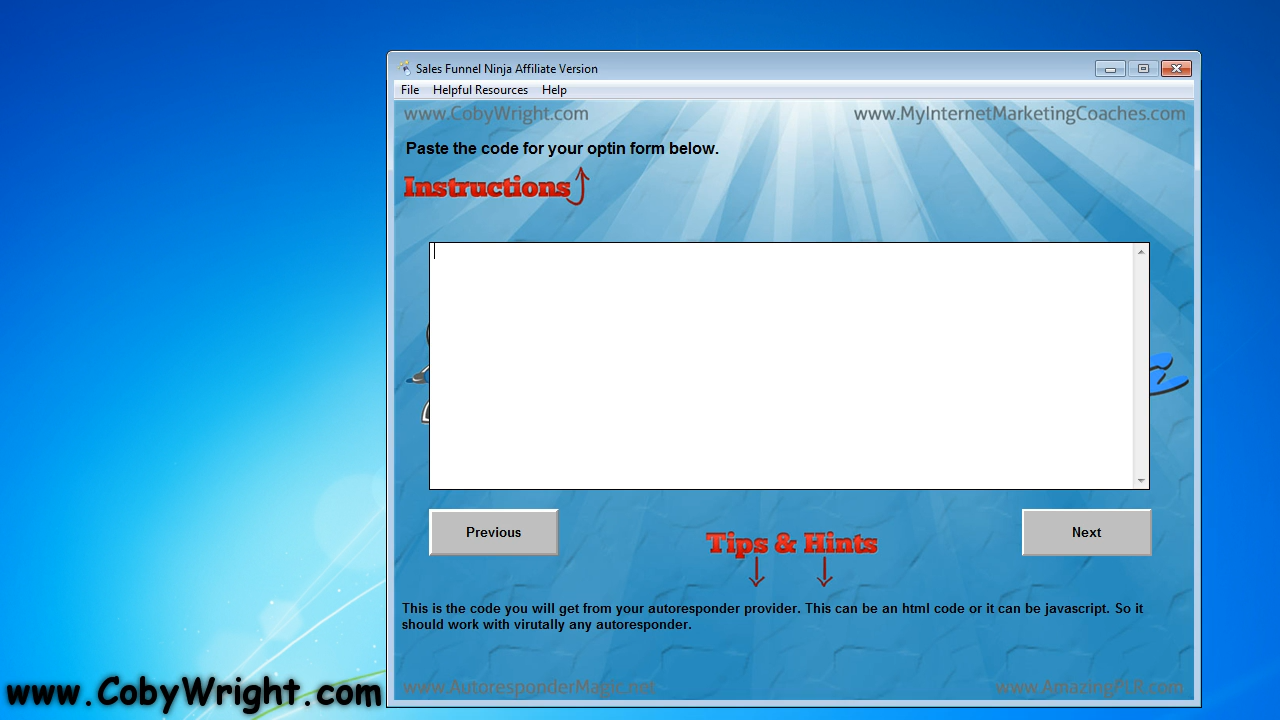 Sales Funnel Ninja Affiliate Version
File Helpful Resources Help
www.CobyWright.com www.MyInternetMarketingCoaches.com
Paste the code for your optin form below.
Instructions
Previous
Next
Tips & Hints
This is the code you will get from your autoresponder provider. This can be an html code or it can be javascript. So it
should work with virutally any autoresponder.
www.AutoresponderMagic.net www.AmazingPLR.com
www.CobyWright.com